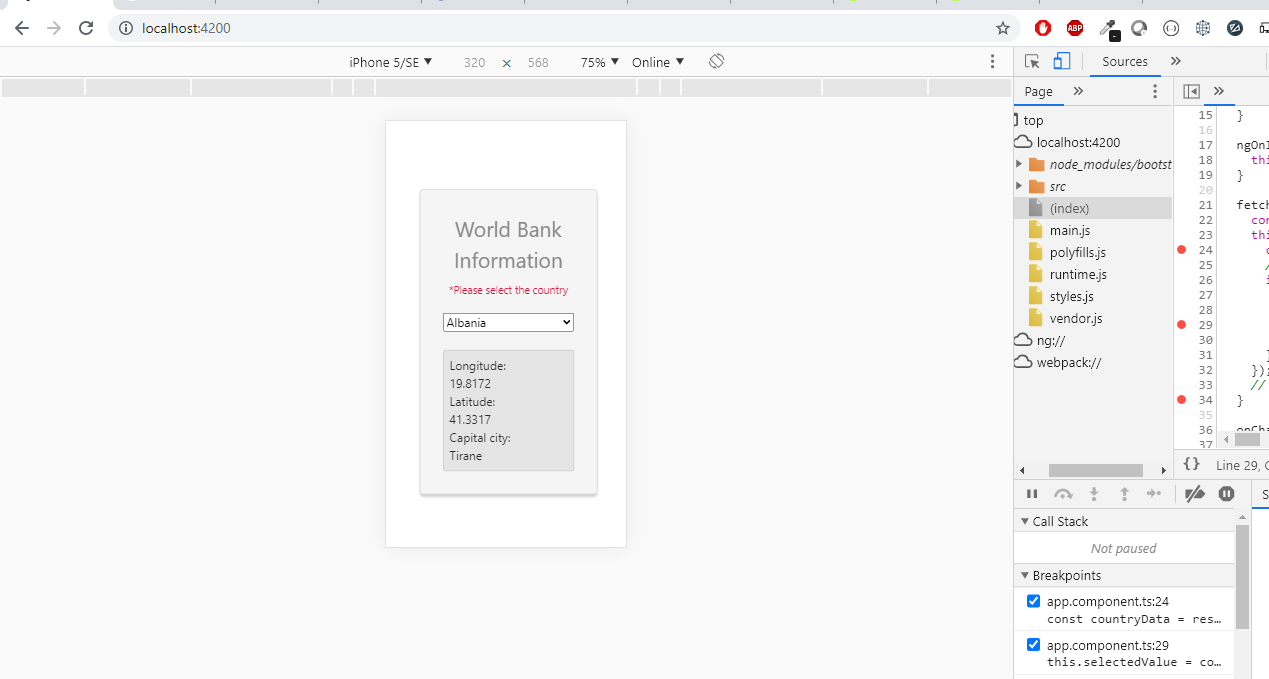 localhost:4200
ABP
iPhone 5/SE ▼ 320 × 568 75% ▼ Online ▼
Sources »
Page »
»
top
localhost:4200
node_modules/bootst
src
(index)
main.js
polyfills.js
runtime.js
styles.js
vendor.js
ng://
webpack://
World Bank
Information
*Please select the country
Albania
Longitude:
19.8172
Latitude:
41.3317
Capital city:
Tirane
15 }
16
17 ngOnI
18 thi
19 }
20
21 fetch
22 con
23 thi
24 c
25 /
26 i
27
28
29
30
31 }
32 });
33 //
34 }
35
36 onCha
37
{} Line 29, C
Call Stack
Not paused
Breakpoints
app.component.ts:24
const countryData = res…
app.component.ts:29
this.selectedValue = co…
S